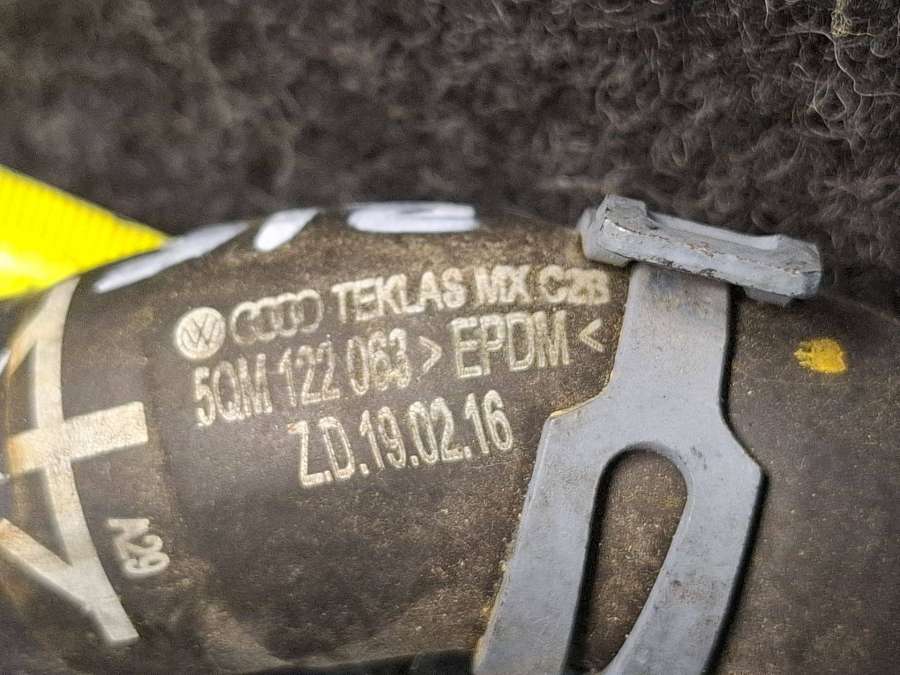 TEKLAS MX C2B
5QM 122 063 > EPDM <
Z.D.19.02.16
A29